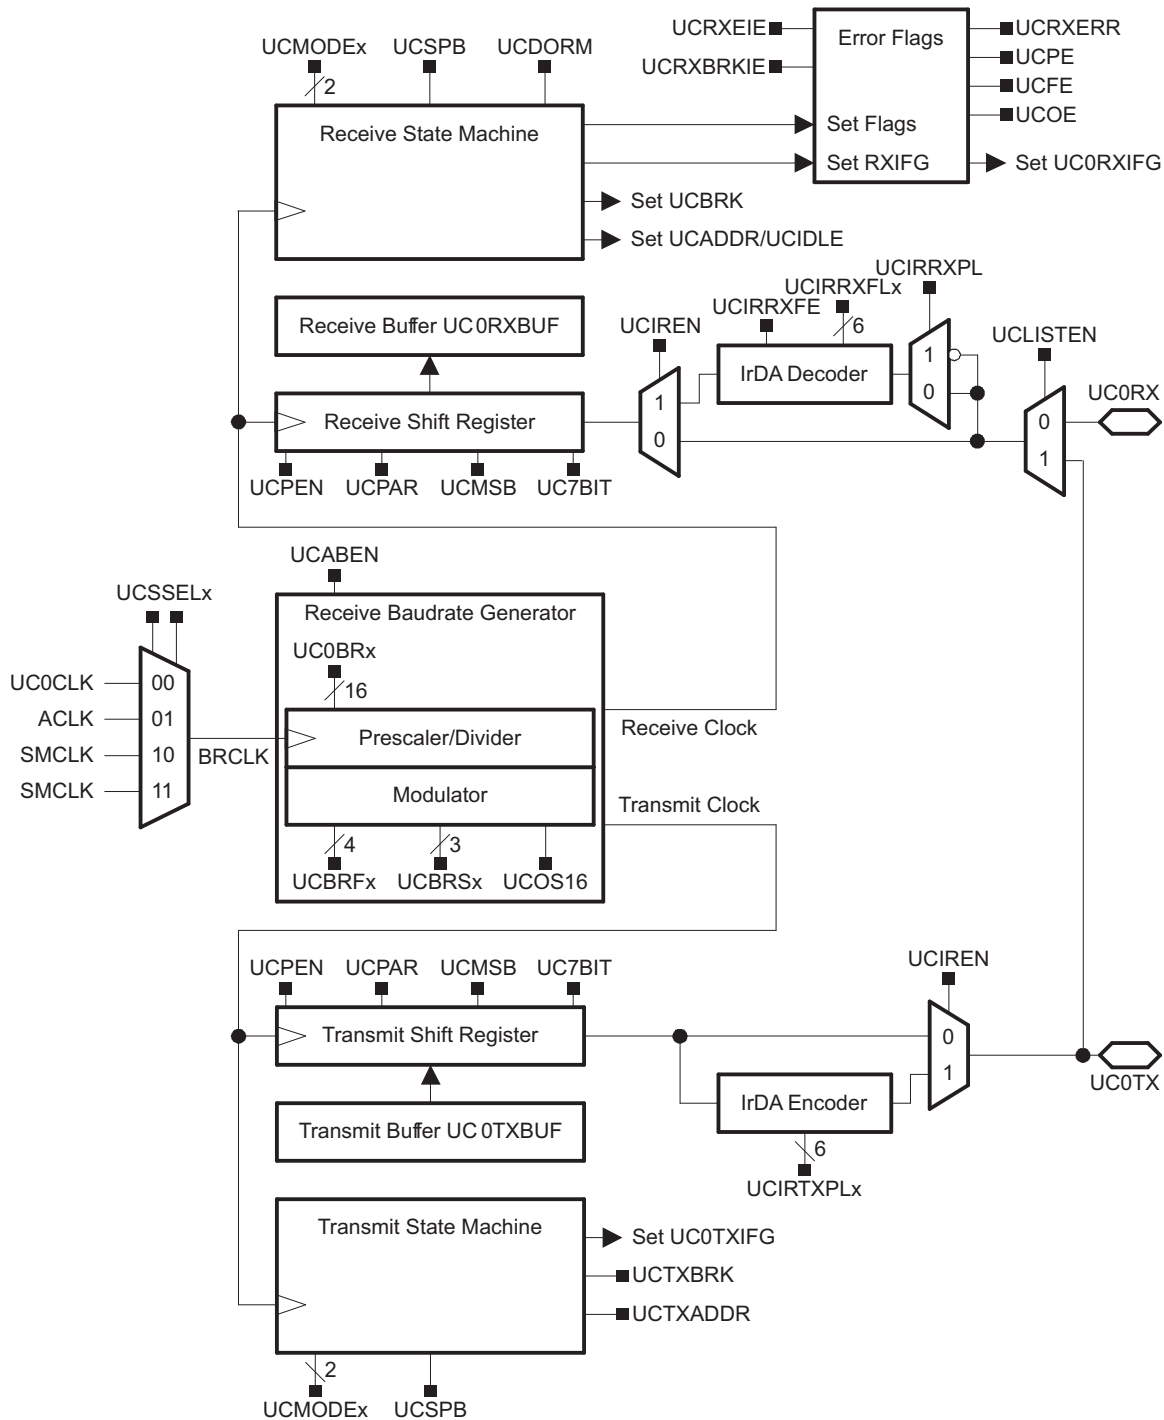 UCMODEx
UCSPB
UCDORM
2
Receive State Machine
UCRXEIE
UCRXBRKIE
Error Flags
UCRXERR
UCPE
UCFE
UCOE
Set Flags
Set RXIFG
Set UC0RXIFG
Set UCBRK
Set UCADDR/UCIDLE
Receive Buffer UC0RXBUF
Receive Shift Register
UCPEN
UCPAR
UCMSB
UC7BIT
UCIREN
1
0
UCIRRXFE
UCIRRXFLx
6
IrDA Decoder
UCIRRXPL
1
0
UCLISTEN
0
1
UC0RX
UCABEN
Receive Baudrate Generator
UC0BRx
16
UCSSELx
UC0CLK
ACLK
SMCLK
SMCLK
00
01
10
11
BRCLK
Prescaler/Divider
Modulator
Receive Clock
Transmit Clock
4
3
UCBRFx
UCBRSx
UCOS16
UCPEN
UCPAR
UCMSB
UC7BIT
Transmit Shift Register
Transmit Buffer UC0TXBUF
UCIREN
0
1
IrDA Encoder
6
UCIRTXPLx
UC0TX
Transmit State Machine
Set UC0TXIFG
UCTXBRK
UCTXADDR
2
UCMODEx
UCSPB